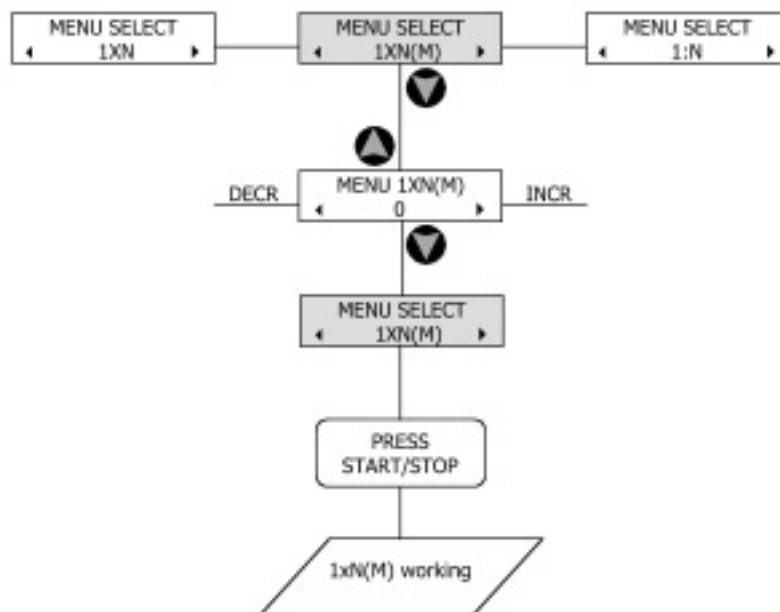 MENU SELECT
1XN
MENU SELECT
1XN(M)
MENU SELECT
1:N
DECR
MENU 1XN(M)
0
INCR
MENU SELECT
1XN(M)
PRESS
START/STOP
1xN(M) working